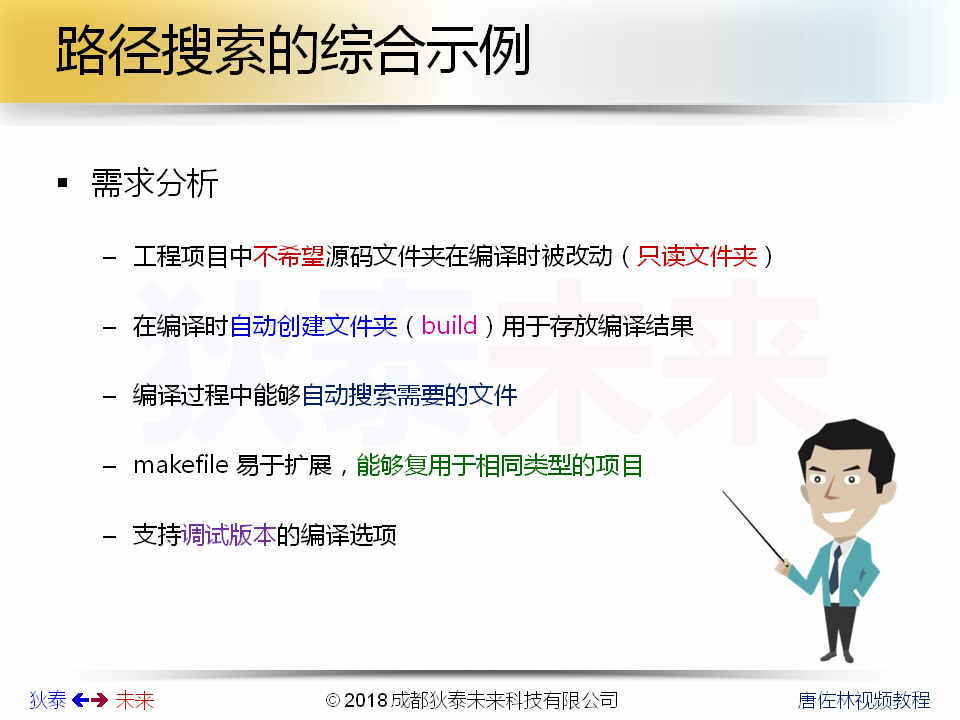 路径搜索的综合示例
▪ 需求分析
– 工程项目中不希望源码文件夹在编译时被改动（只读文件夹）
– 在编译时自动创建文件夹（build）用于存放编译结果
– 编译过程中能够自动搜索需要的文件
– makefile 易于扩展，能够复用于相同类型的项目
– 支持调试版本的编译选项
狄泰未来
狄泰 未来 © 2018 成都狄泰未来科技有限公司 唐佐林视频教程